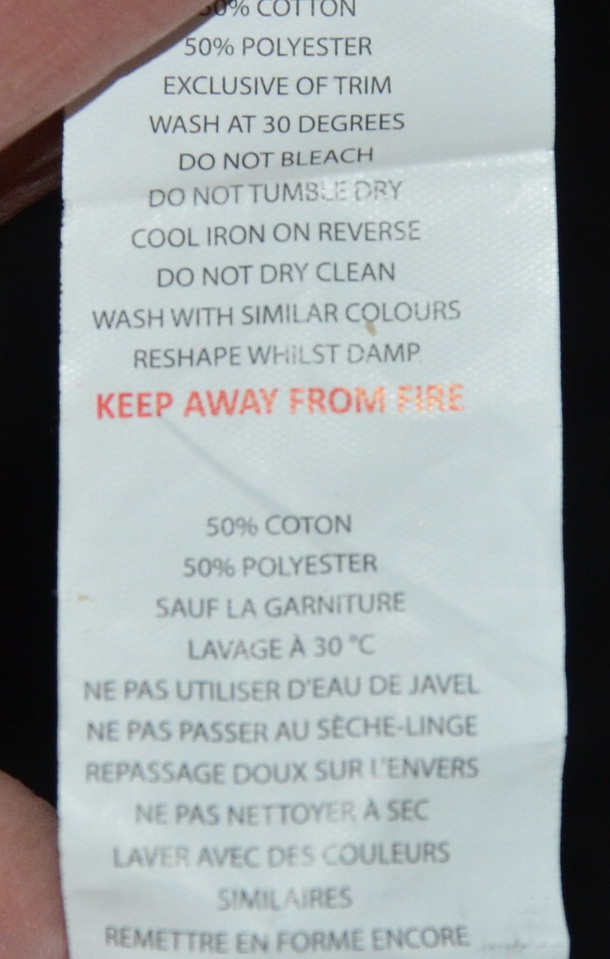 50% COTTON
50% POLYESTER
EXCLUSIVE OF TRIM
WASH AT 30 DEGREES
DO NOT BLEACH
DO NOT TUMBLE DRY
COOL IRON ON REVERSE
DO NOT DRY CLEAN
WASH WITH SIMILAR COLOURS
RESHAPE WHILST DAMP
KEEP AWAY FROM FIRE
50% COTON
50% POLYESTER
SAUF LA GARNITURE
LAVAGE À 30 °C
NE PAS UTILISER D'EAU DE JAVEL
NE PAS PASSER AU SÈCHE-LINGE
REPASSAGE DOUX SUR L'ENVERS
NE PAS NETTOYER À SEC
LAVER AVEC DES COULEURS
SIMILAIRES
REMETTRE EN FORME ENCORE